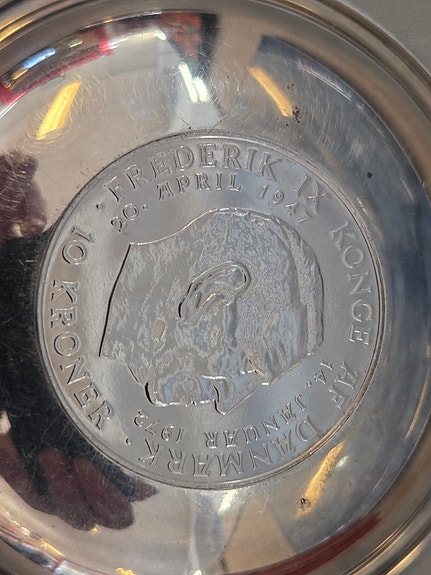 · FREDERIK IX KONGE AF DANMARK · 10 KRONER
20. APRIL 1947
14. JANUAR 1972